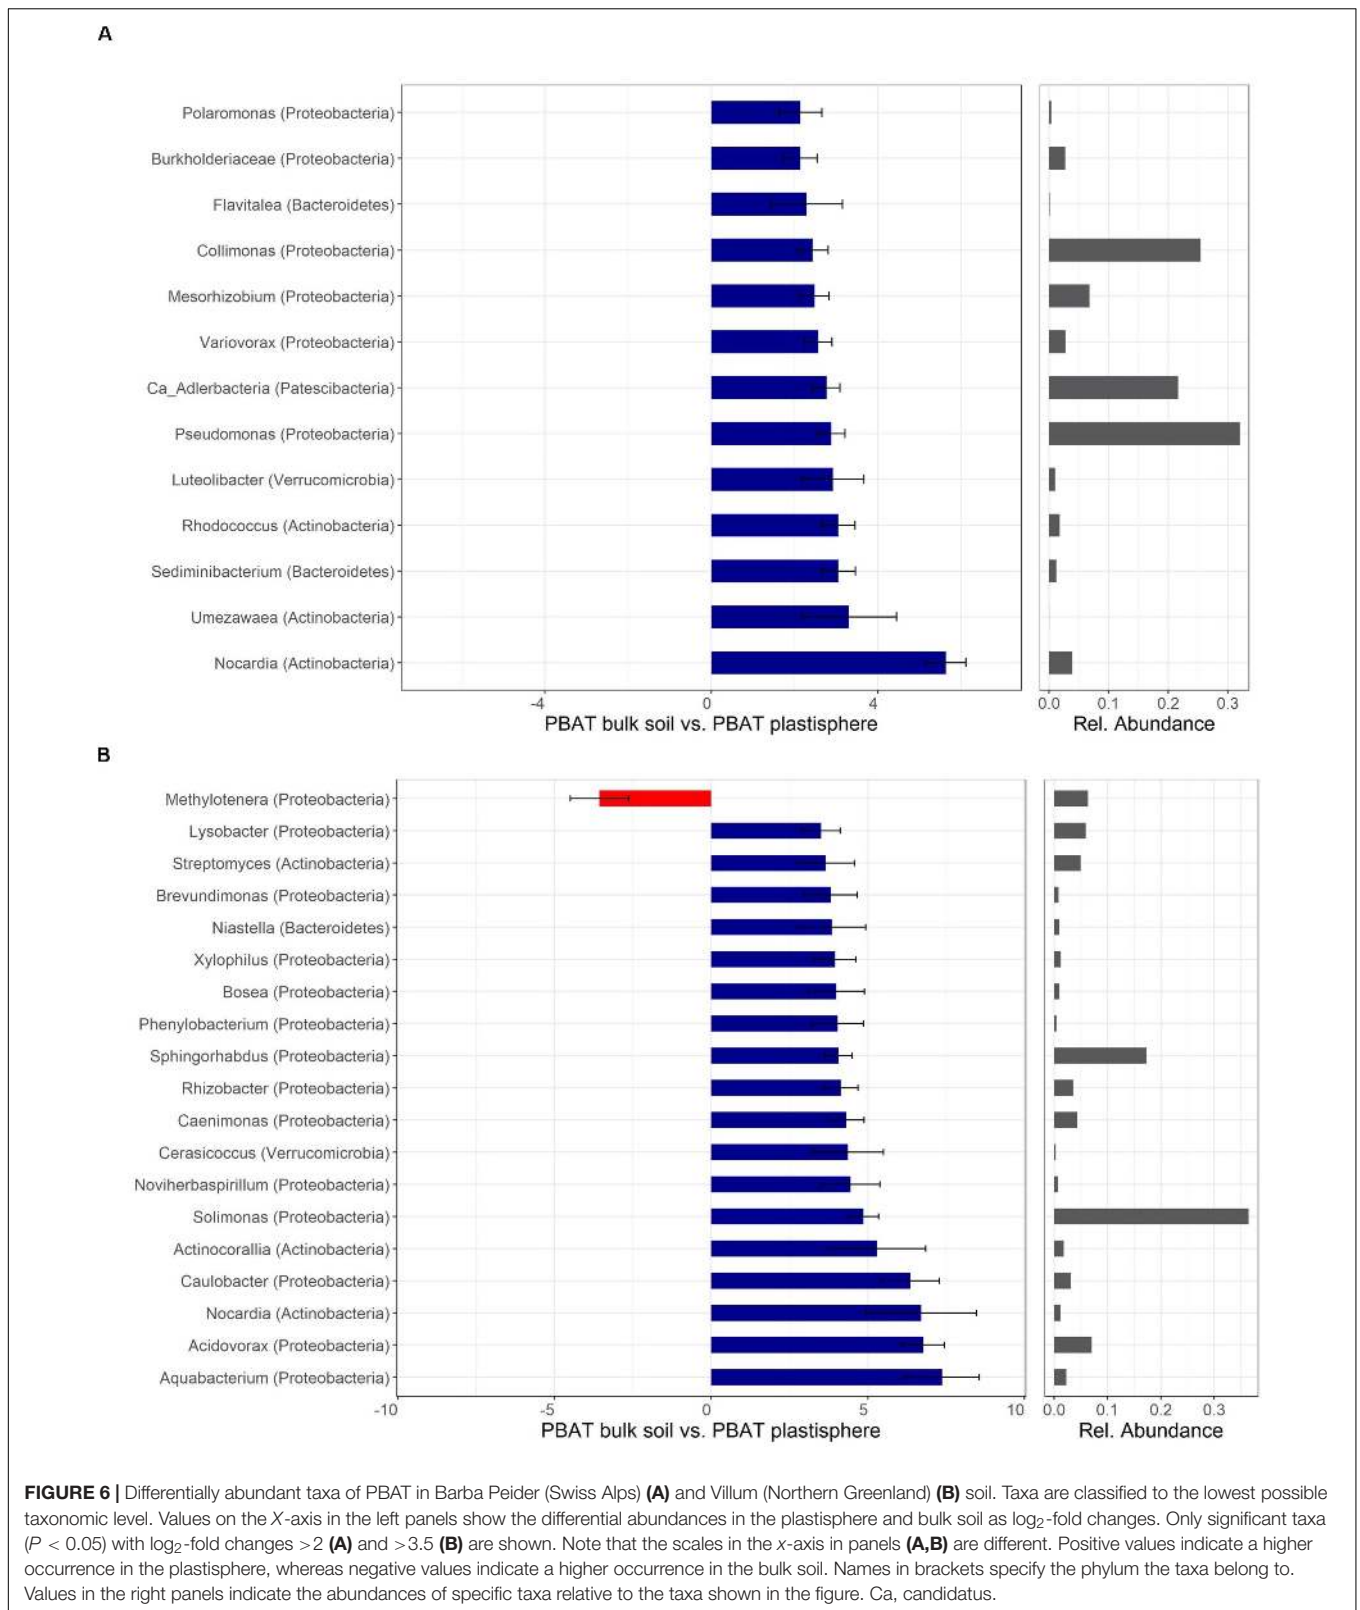 A
Polaromonas (Proteobacteria)
Burkholderiaceae (Proteobacteria)
Flavitalea (Bacteroidetes)
Collimonas (Proteobacteria)
Mesorhizobium (Proteobacteria)
Variovorax (Proteobacteria)
Ca_Adlerbacteria (Patescibacteria)
Pseudomonas (Proteobacteria)
Luteolibacter (Verrucomicrobia)
Rhodococcus (Actinobacteria)
Sediminibacterium (Bacteroidetes)
Umezawaea (Actinobacteria)
Nocardia (Actinobacteria)
-4 0 4 0.0 0.1 0.2 0.3
PBAT bulk soil vs. PBAT plastisphere Rel. Abundance
B
Methylotenera (Proteobacteria)
Lysobacter (Proteobacteria)
Streptomyces (Actinobacteria)
Brevundimonas (Proteobacteria)
Niastella (Bacteroidetes)
Xylophilus (Proteobacteria)
Bosea (Proteobacteria)
Phenylobacterium (Proteobacteria)
Sphingorhabdus (Proteobacteria)
Rhizobacter (Proteobacteria)
Caenimonas (Proteobacteria)
Cerasicoccus (Verrucomicrobia)
Noviherbaspirillum (Proteobacteria)
Solimonas (Proteobacteria)
Actinocorallia (Actinobacteria)
Caulobacter (Proteobacteria)
Nocardia (Actinobacteria)
Acidovorax (Proteobacteria)
Aquabacterium (Proteobacteria)
-10 -5 0 5 10 0.0 0.1 0.2 0.3
PBAT bulk soil vs. PBAT plastisphere Rel. Abundance
FIGURE 6 | Differentially abundant taxa of PBAT in Barba Peider (Swiss Alps) (A) and Villum (Northern Greenland) (B) soil. Taxa are classified to the lowest possible
taxonomic level. Values on the X-axis in the left panels show the differential abundances in the plastisphere and bulk soil as log₂-fold changes. Only significant taxa
(P < 0.05) with log₂-fold changes >2 (A) and >3.5 (B) are shown. Note that the scales in the x-axis in panels (A,B) are different. Positive values indicate a higher
occurrence in the plastisphere, whereas negative values indicate a higher occurrence in the bulk soil. Names in brackets specify the phylum the taxa belong to.
Values in the right panels indicate the abundances of specific taxa relative to the taxa shown in the figure. Ca, candidatus.